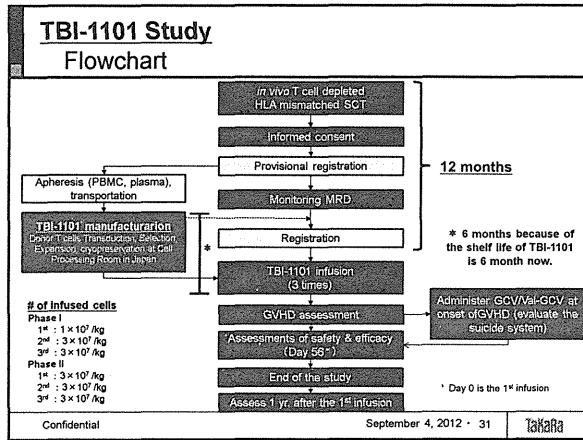 TBI-1101 Study
Flowchart
in vivo T cell depleted
HLA mismatched SCT
Informed consent
Provisional registration
12 months
Apheresis (PBMC, plasma),
transportation
Monitoring MRD
TBI-1101 manufacturarion
Donor T cells Transduction, Selection
Expansion, cryopreservation at Cell
Processing Room in Japan
*
Registration
* 6 months because of
the shelf life of TBI-1101
is 6 month now.
TBI-1101 infusion
(3 times)
# of Infused cells
Phase I
1st : 1×10⁷ /kg
2nd : 3×10⁷ /kg
3rd : 3×10⁷ /kg
Phase II
1st : 3×10⁷ /kg
2nd : 3×10⁷ /kg
3rd : 3×10⁷ /kg
GVHD assessment
Administer GCV/Val-GCV at
onset ofGVHD (evaluate the
suicide system)
Assessments of safety & efficacy
(Day 56*)
End of the study
* Day 0 is the 1st infusion
Assess 1 yr. after the 1st infusion
Confidential
September 4, 2012・ 31
TaKaRa